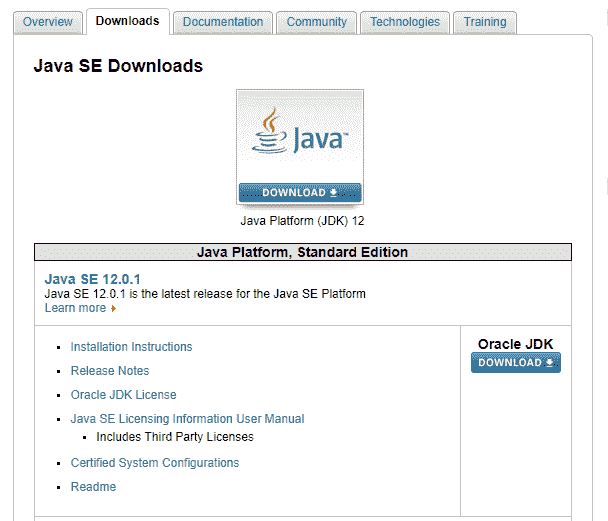 Overview Downloads Documentation Community Technologies Training
Java SE Downloads
Java™
DOWNLOAD
Java Platform (JDK) 12
Java Platform, Standard Edition
Java SE 12.0.1
Java SE 12.0.1 is the latest release for the Java SE Platform
Learn more
Installation Instructions
Release Notes
Oracle JDK License
Java SE Licensing Information User Manual
Includes Third Party Licenses
Certified System Configurations
Readme
Oracle JDK
DOWNLOAD